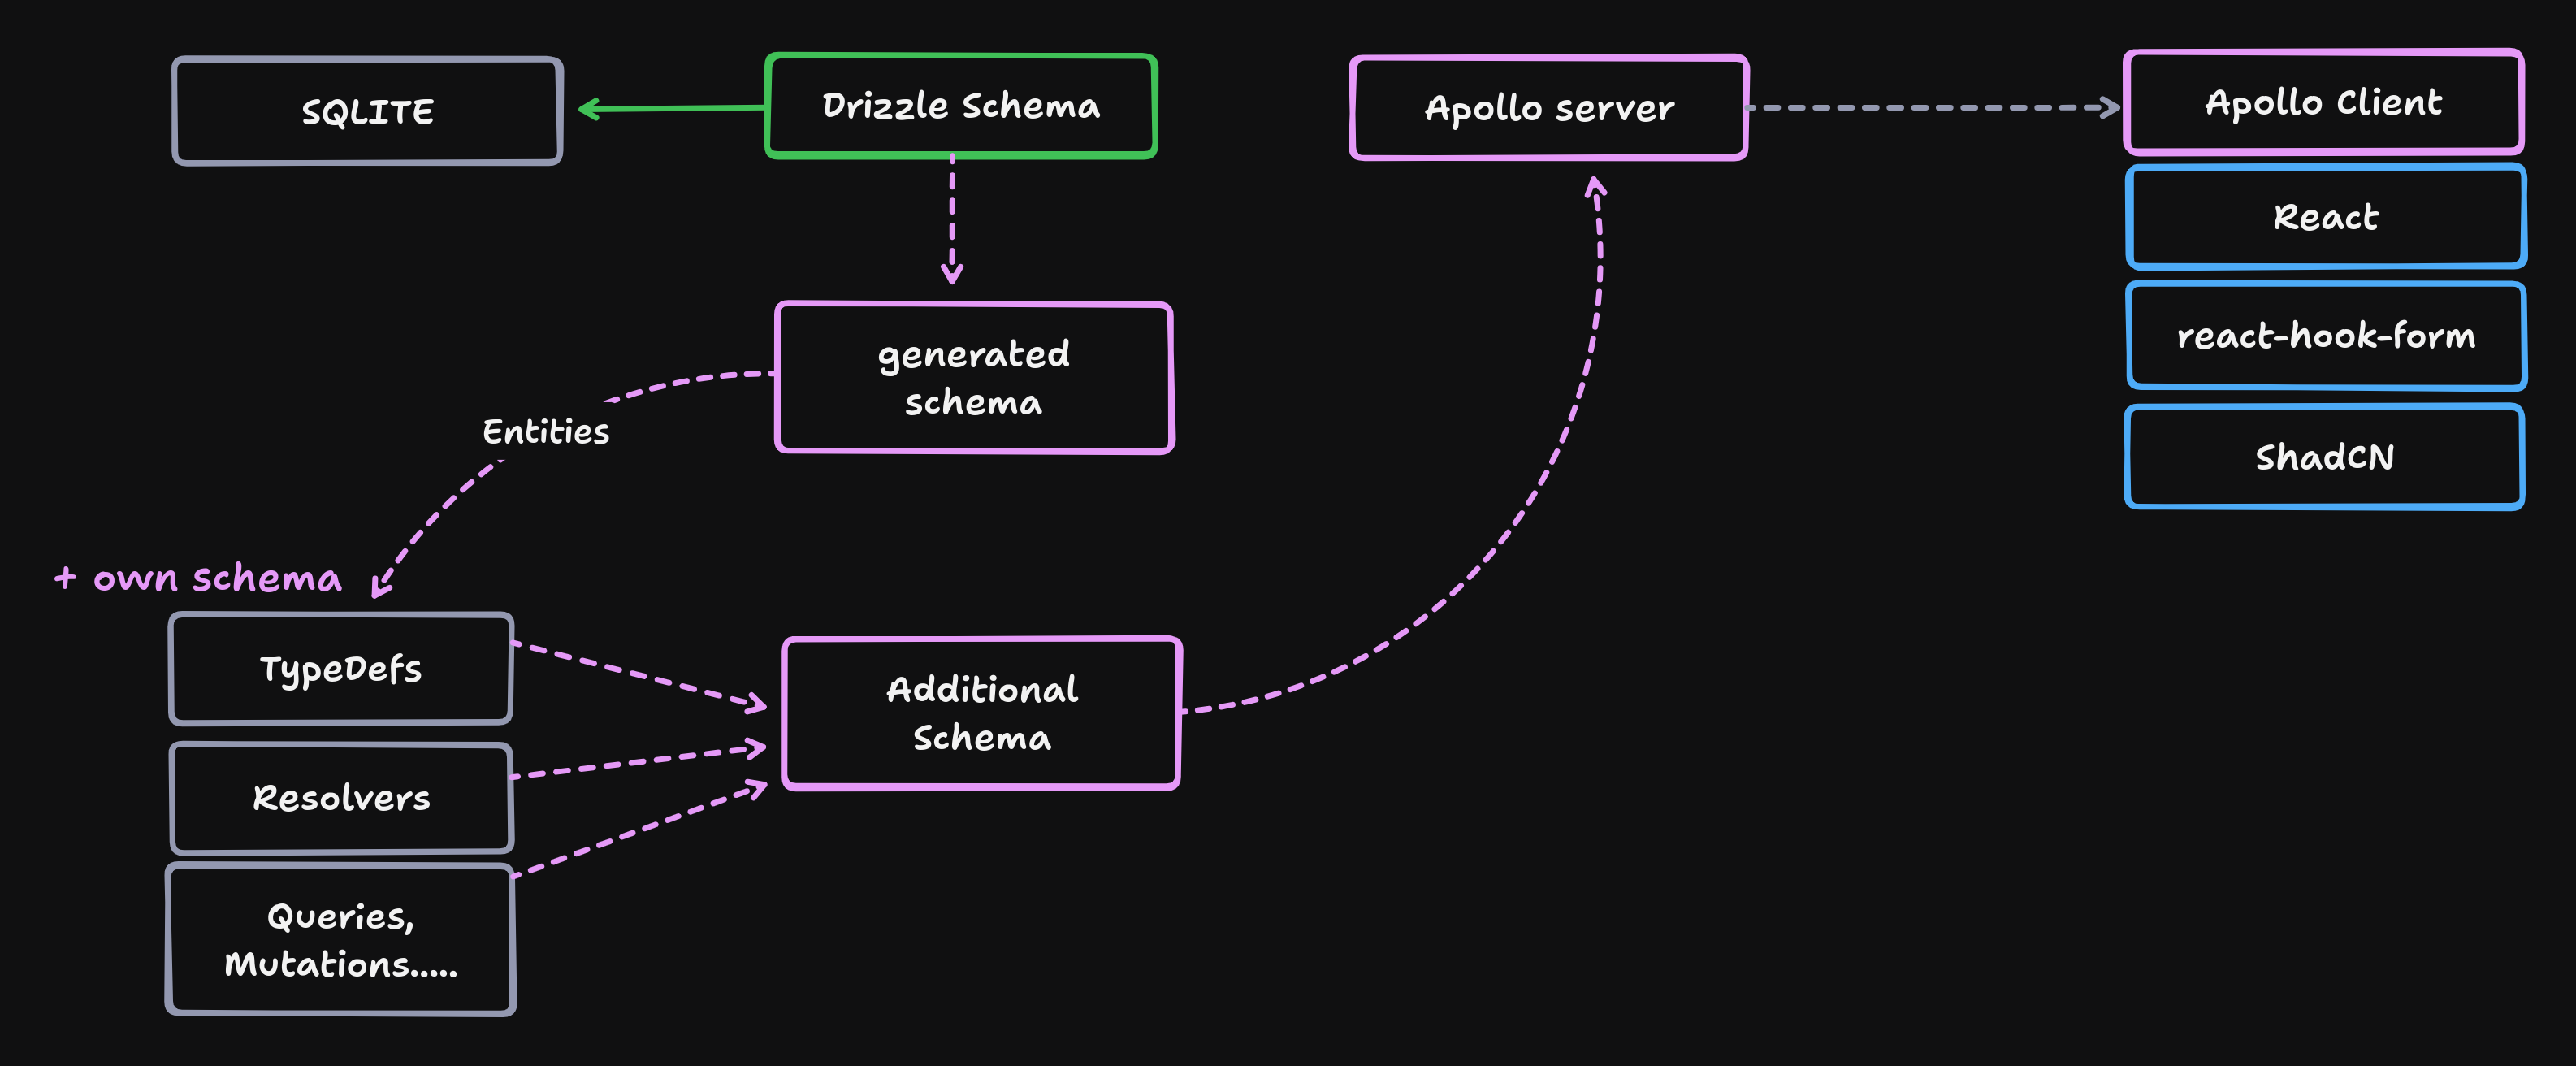 SQLITE
Drizzle Schema
Apollo server
Apollo Client
React
react-hook-form
ShadCN
generated
schema
Entities
+ own schema
TypeDefs
Resolvers
Queries,
Mutations.....
Additional
Schema